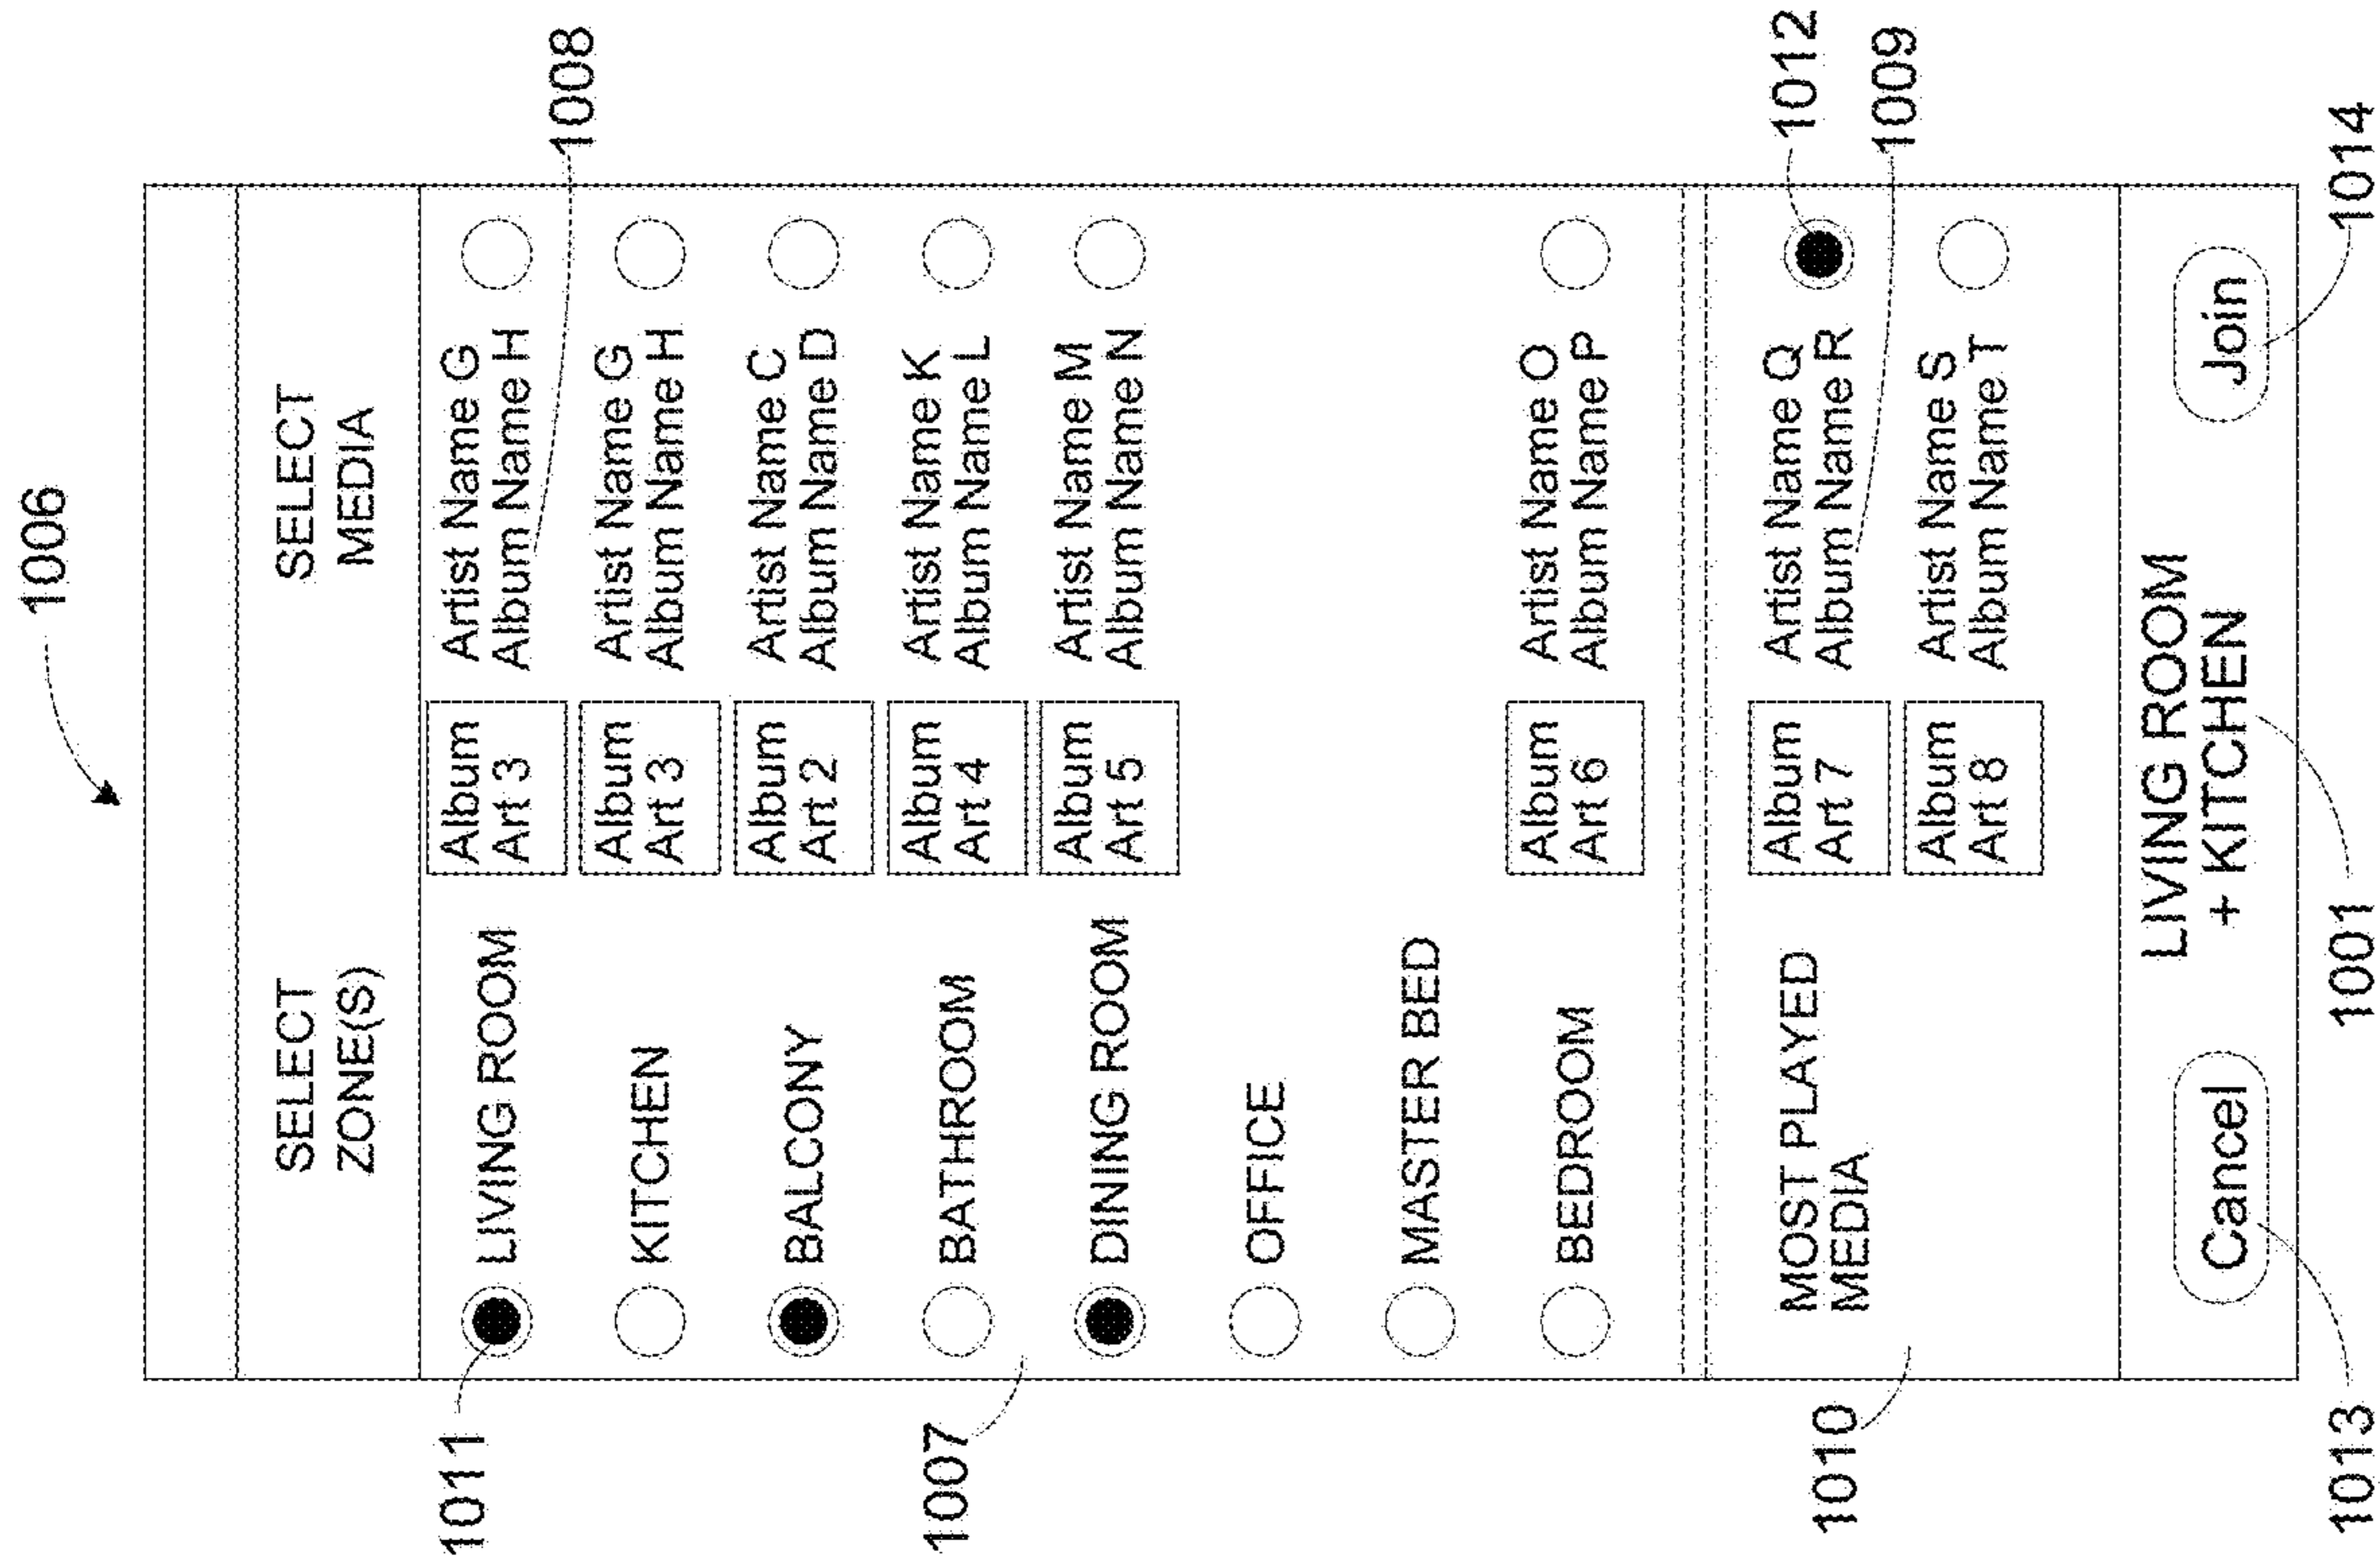 1006
SELECT
ZONE(S)
SELECT
MEDIA
1011
LIVING ROOM
Album
Art 3
Artist Name G
Album Name H
1008
KITCHEN
Album
Art 3
Artist Name G
Album Name H
BALCONY
Album
Art 2
Artist Name C
Album Name D
BATHROOM
Album
Art 4
Artist Name K
Album Name L
1007
DINING ROOM
Album
Art 5
Artist Name M
Album Name N
OFFICE
MASTER BED
BEDROOM
Album
Art 6
Artist Name O
Album Name P
1010
MOST PLAYED
MEDIA
Album
Art 7
Artist Name Q
Album Name R
1012
1009
Album
Art 8
Artist Name S
Album Name T
Cancel
LIVING ROOM
+ KITCHEN
Join
1013
1001
1014